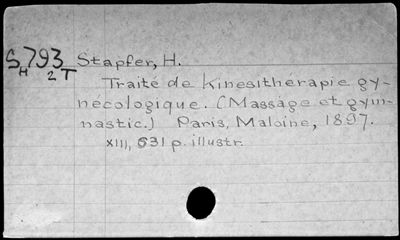 S793 Stapfer, H.
H 2T
Traité de Kinesithérapie gy-
nécologique. (Massage et gym-
nastic.) Paris, Maloine, 1897.
XIII, 531 p. illustr.